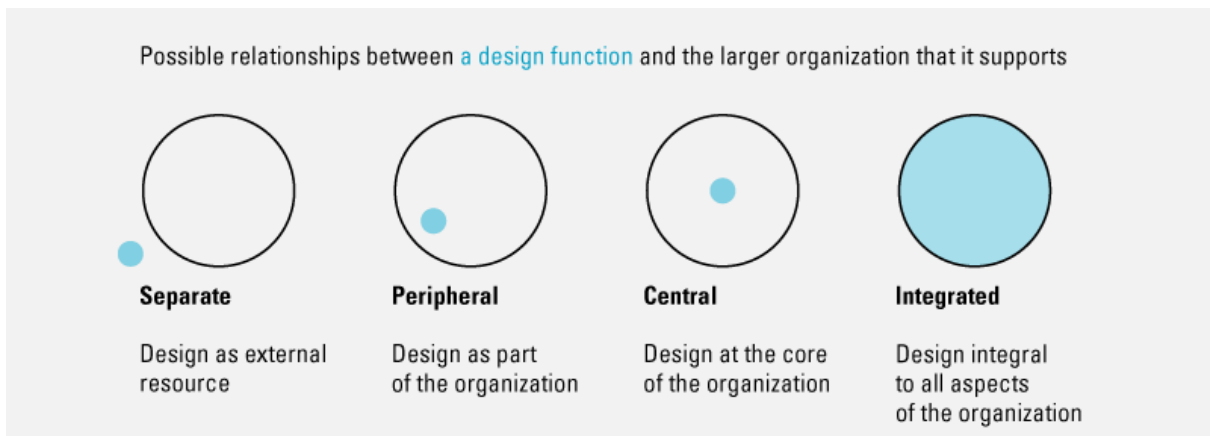 Possible relationships between a design function and the larger organization that it supports
Separate
Design as external
resource
Peripheral
Design as part
of the organization
Central
Design at the core
of the organization
Integrated
Design integral
to all aspects
of the organization